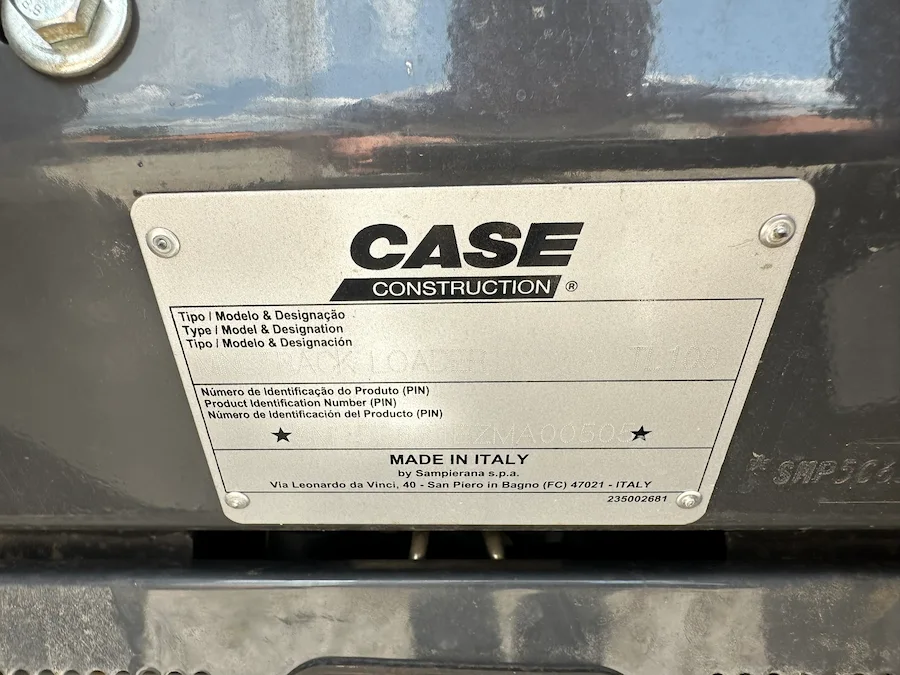 CASE
CONSTRUCTION ®
Tipo / Modelo & Designação
Type / Model & Designation
Tipo / Modelo & Designación
LOADER
Número de Identificação do Produto (PIN)
Product Identification Number (PIN)
Número de Identificación del Producto (PIN)
MADE IN ITALY
by Sampierana s.p.a.
Via Leonardo da Vinci, 40 - San Piero in Bagno (FC) 47021 - ITALY
235002681